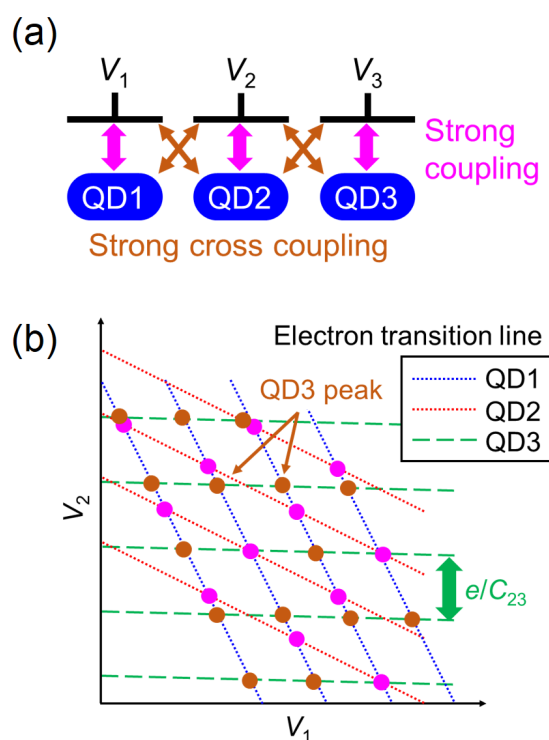 (a)
V1 V2 V3
Strong
coupling
QD1 QD2 QD3
Strong cross coupling
(b)
Electron transition line
QD1
QD2
QD3
QD3 peak
V2
e/C23
V1